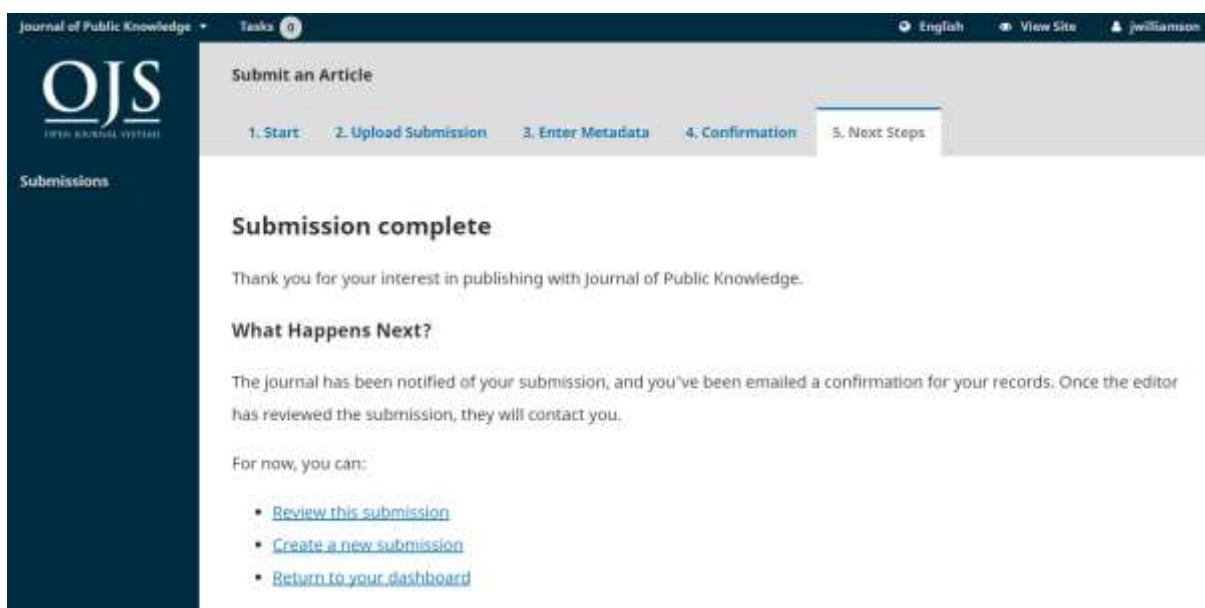 Journal of Public Knowledge Tasks 0 English View Site jwilliamson
OJS
OPEN JOURNAL SYSTEMS
Submit an Article
1. Start 2. Upload Submission 3. Enter Metadata 4. Confirmation 5. Next Steps
Submissions
Submission complete
Thank you for your interest in publishing with Journal of Public Knowledge.
What Happens Next?
The journal has been notified of your submission, and you've been emailed a confirmation for your records. Once the editor
has reviewed the submission, they will contact you.
For now, you can:
• Review this submission
• Create a new submission
• Return to your dashboard